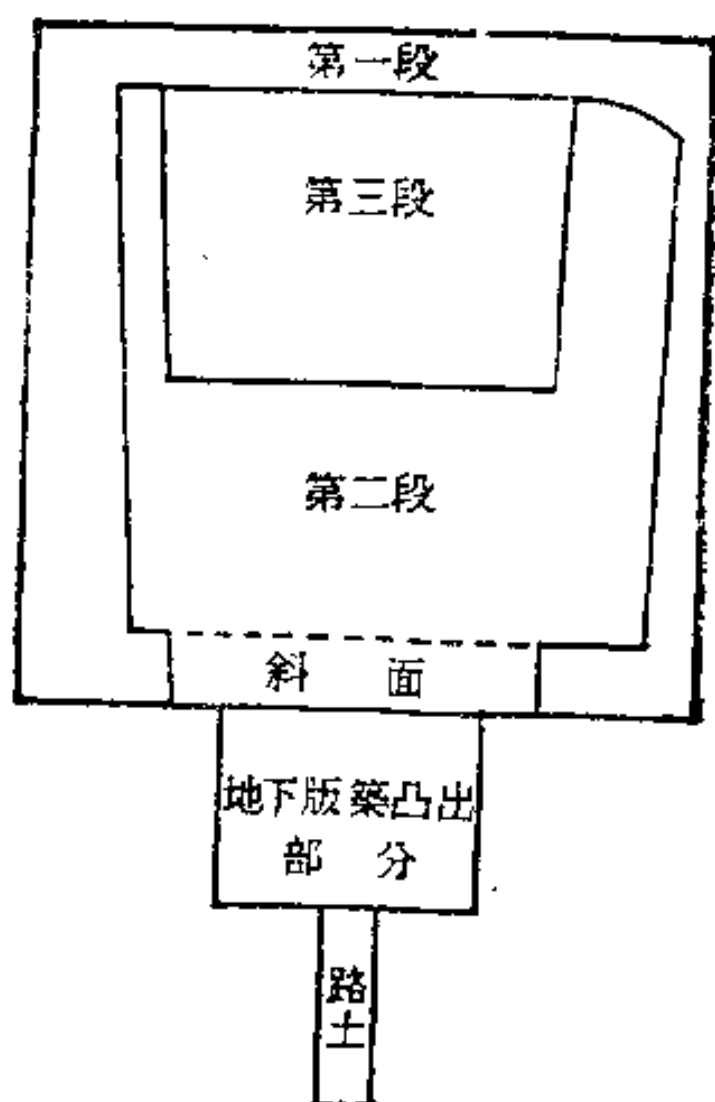 第一段
第三段
第二段
斜面
地下版築凸出
部分
路土